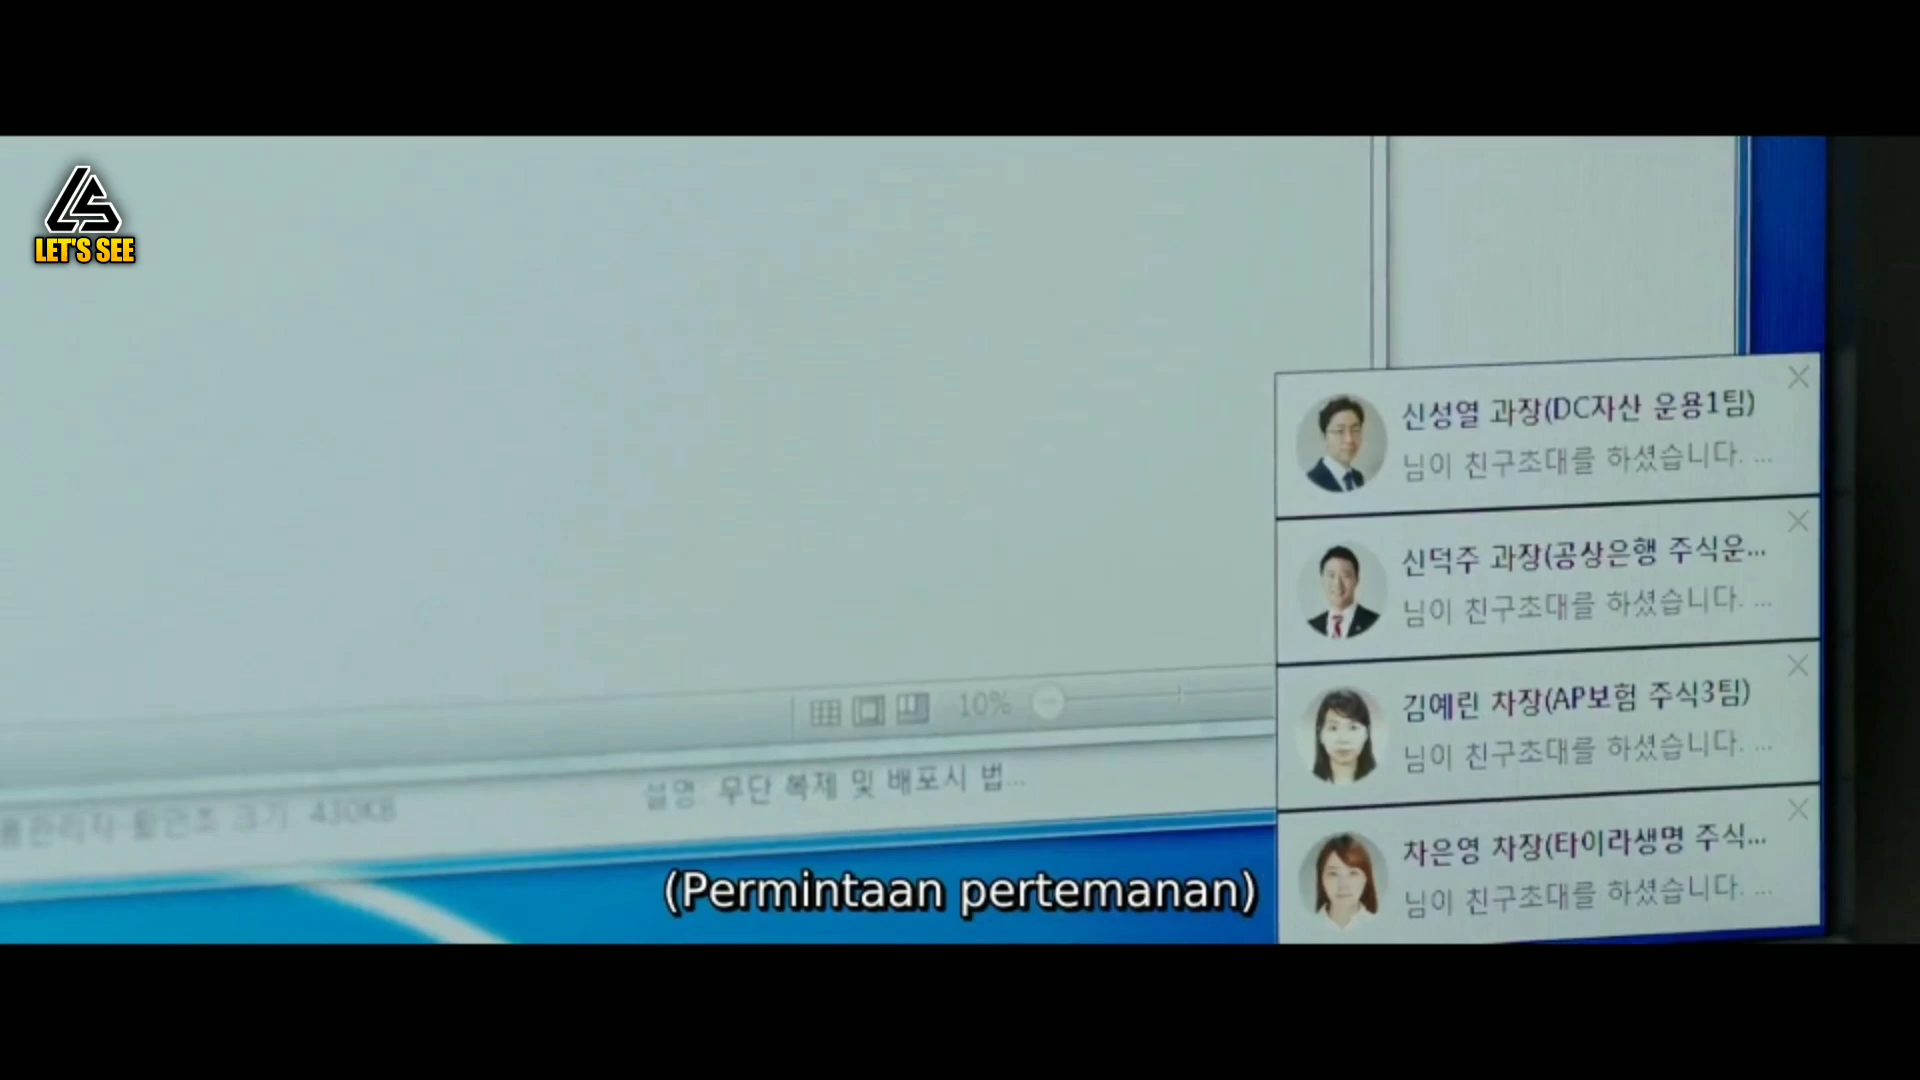 LET'S SEE
신성열 과장(DC자산 운용1팀)
님이 친구초대를 하셨습니다. ...
신덕주 과장(공상은행 주식운...
님이 친구초대를 하셨습니다. ...
김예린 차장(AP보험 주식3팀)
님이 친구초대를 하셨습니다. ...
차은영 차장(타이라생명 주식...
님이 친구초대를 하셨습니다. ...
10%
크기 430KB
설명 무단 복제 및 배포시 법...
(Permintaan pertemanan)